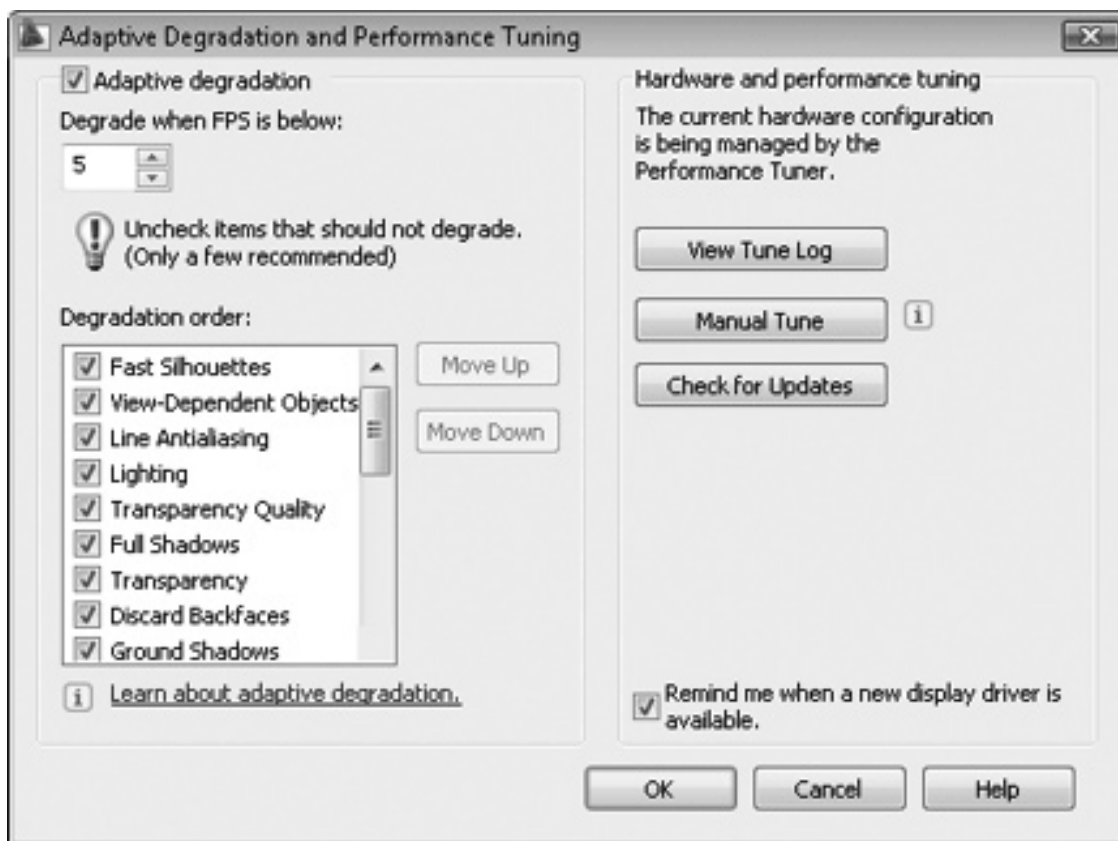 Adaptive Degradation and Performance Tuning
Adaptive degradation
Degrade when FPS is below:
5
Uncheck items that should not degrade.
(Only a few recommended)
Degradation order:
Fast Silhouettes
View-Dependent Objects
Line Antialiasing
Lighting
Transparency Quality
Full Shadows
Transparency
Discard Backfaces
Ground Shadows
Move Up
Move Down
Learn about adaptive degradation.
Hardware and performance tuning
The current hardware configuration
is being managed by the
Performance Tuner.
View Tune Log
Manual Tune
Check for Updates
Remind me when a new display driver is
available.
OK
Cancel
Help